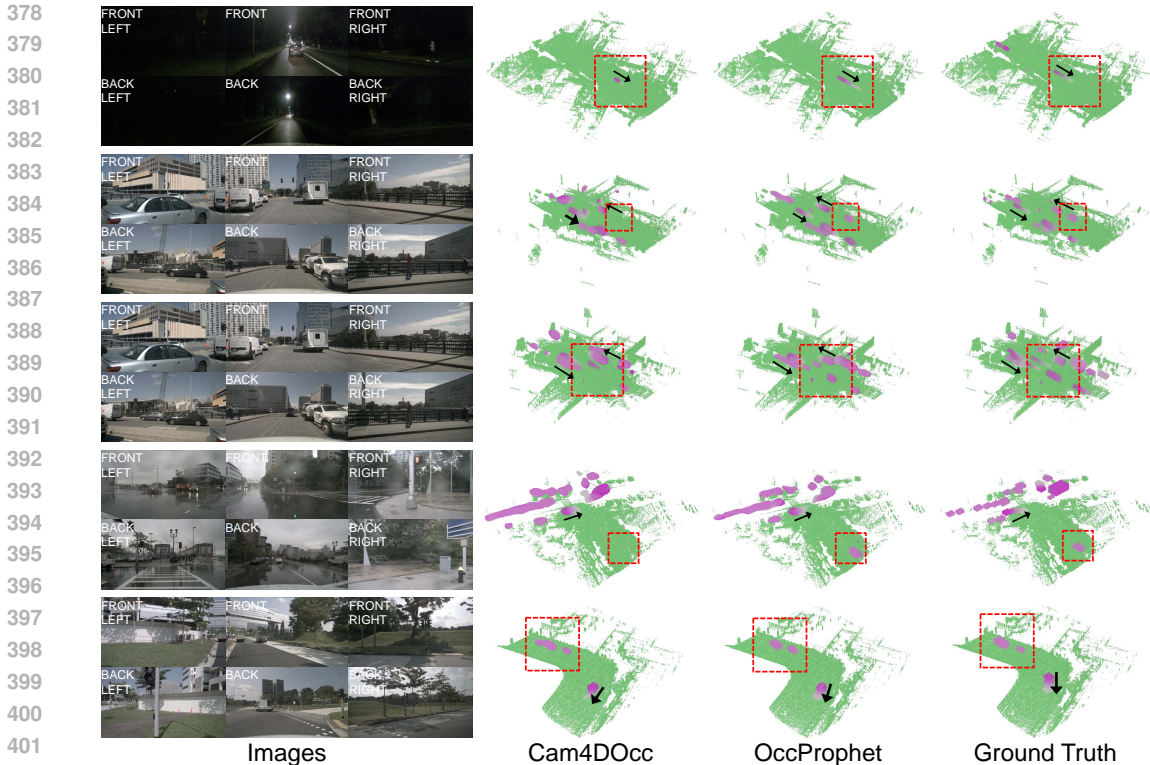 378
379
380
381
382
383
384
385
386
387
388
389
390
391
392
393
394
395
396
397
398
399
400
401
FRONT LEFT
FRONT
FRONT RIGHT
BACK LEFT
BACK
BACK RIGHT
FRONT LEFT
FRONT
FRONT RIGHT
BACK LEFT
BACK
BACK RIGHT
FRONT LEFT
FRONT
FRONT RIGHT
BACK LEFT
BACK
BACK RIGHT
FRONT LEFT
FRONT
FRONT RIGHT
BACK LEFT
BACK
BACK RIGHT
FRONT LEFT
FRONT
FRONT RIGHT
BACK LEFT
BACK
BACK RIGHT
Images
Cam4DOcc
OccProphet
Ground Truth